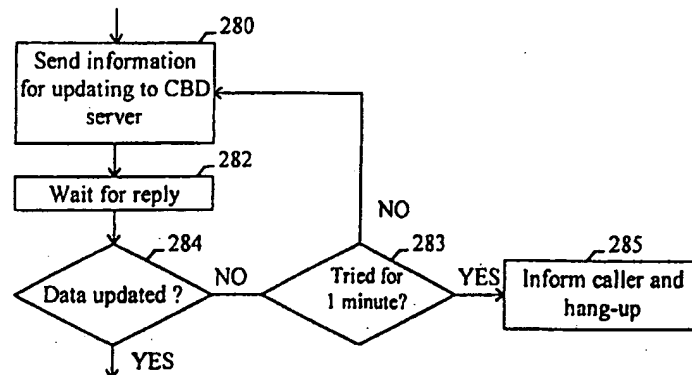 280
Send information
for updating to CBD
server
282
Wait for reply
284
Data updated ?
NO
YES
NO
283
Tried for
1 minute?
YES
285
Inform caller and
hang-up